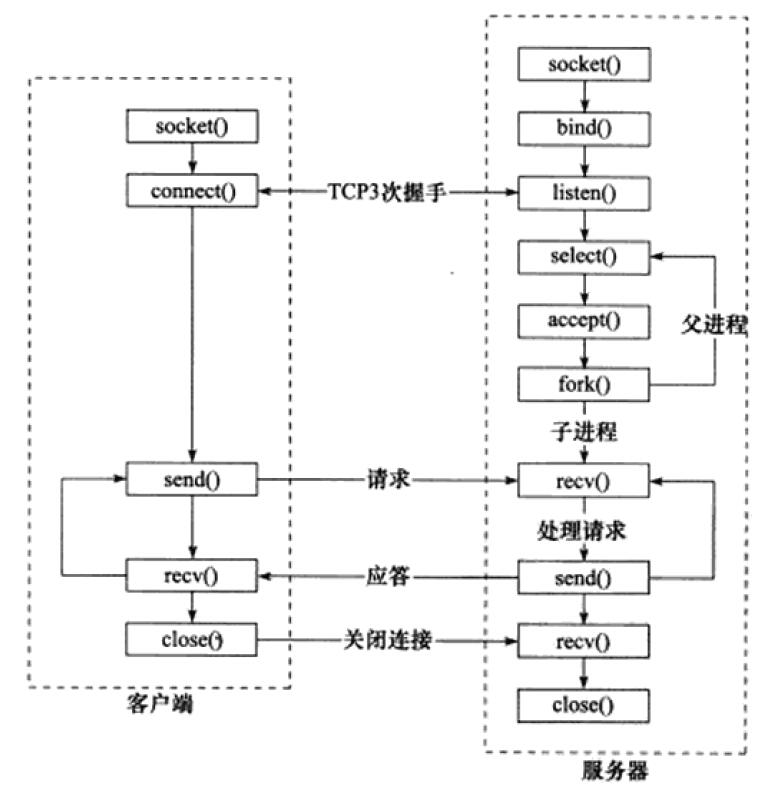 socket()
connect()
send()
recv()
close()
客户端
TCP3次握手
请求
应答
关闭连接
socket()
bind()
listen()
select()
accept()
fork()
父进程
子进程
recv()
处理请求
send()
recv()
close()
服务器